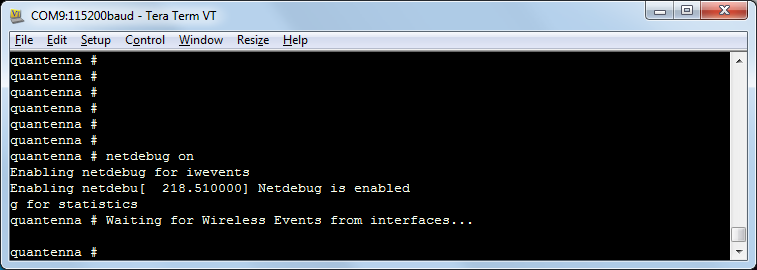 COM9:115200baud - Tera Term VT
File Edit Setup Control Window Resize Help
quantenna #
quantenna #
quantenna #
quantenna #
quantenna #
quantenna #
quantenna # netdebug on
Enabling netdebug for iwevents
Enabling netdebu[  218.510000] Netdebug is enabled
g for statistics
quantenna # Waiting for Wireless Events from interfaces...
quantenna #